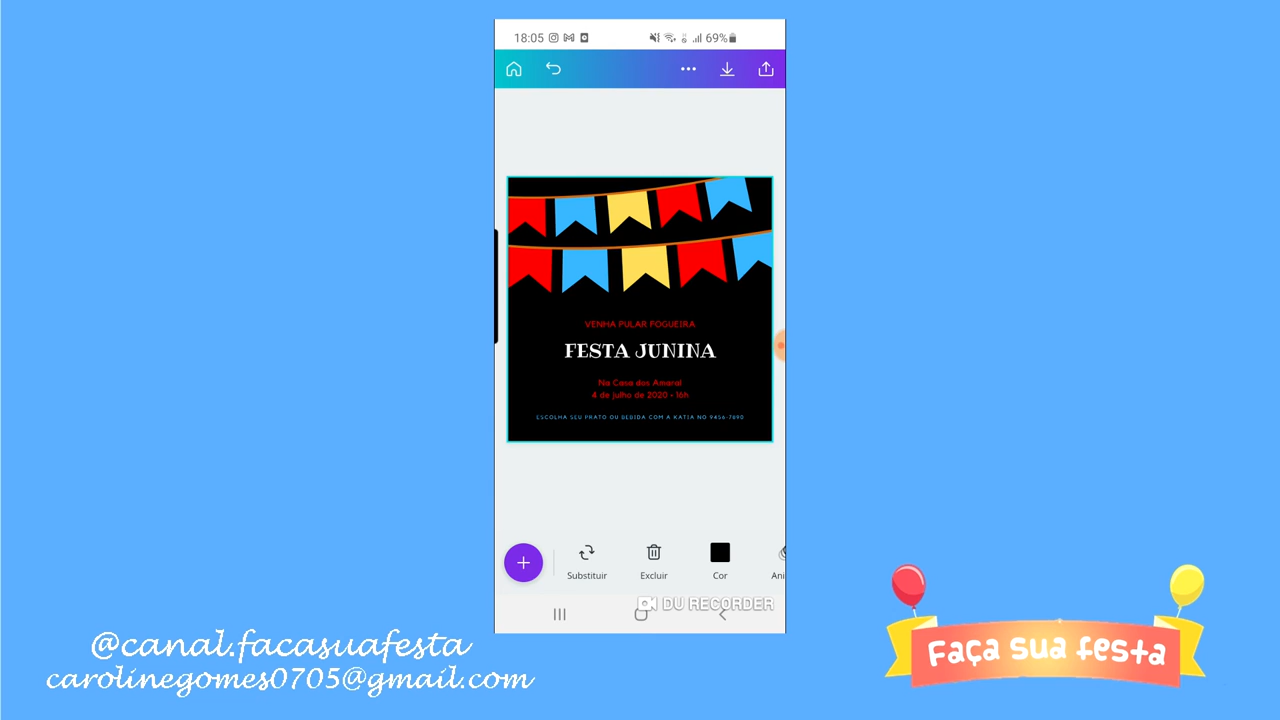 18:05
69%
VENHA PULAR FOGUEIRA
FESTA JUNINA
Na Casa dos Amaral
4 de julho de 2020 • 16h
ESCOLHA SEU PRATO OU BEBIDA COM A KATIA NO 9456-7890
Substituir
Excluir
Cor
Ani
DU RECORDER
@canal.facasuafesta
carolinegomes0705@gmail.com
Faça sua festa